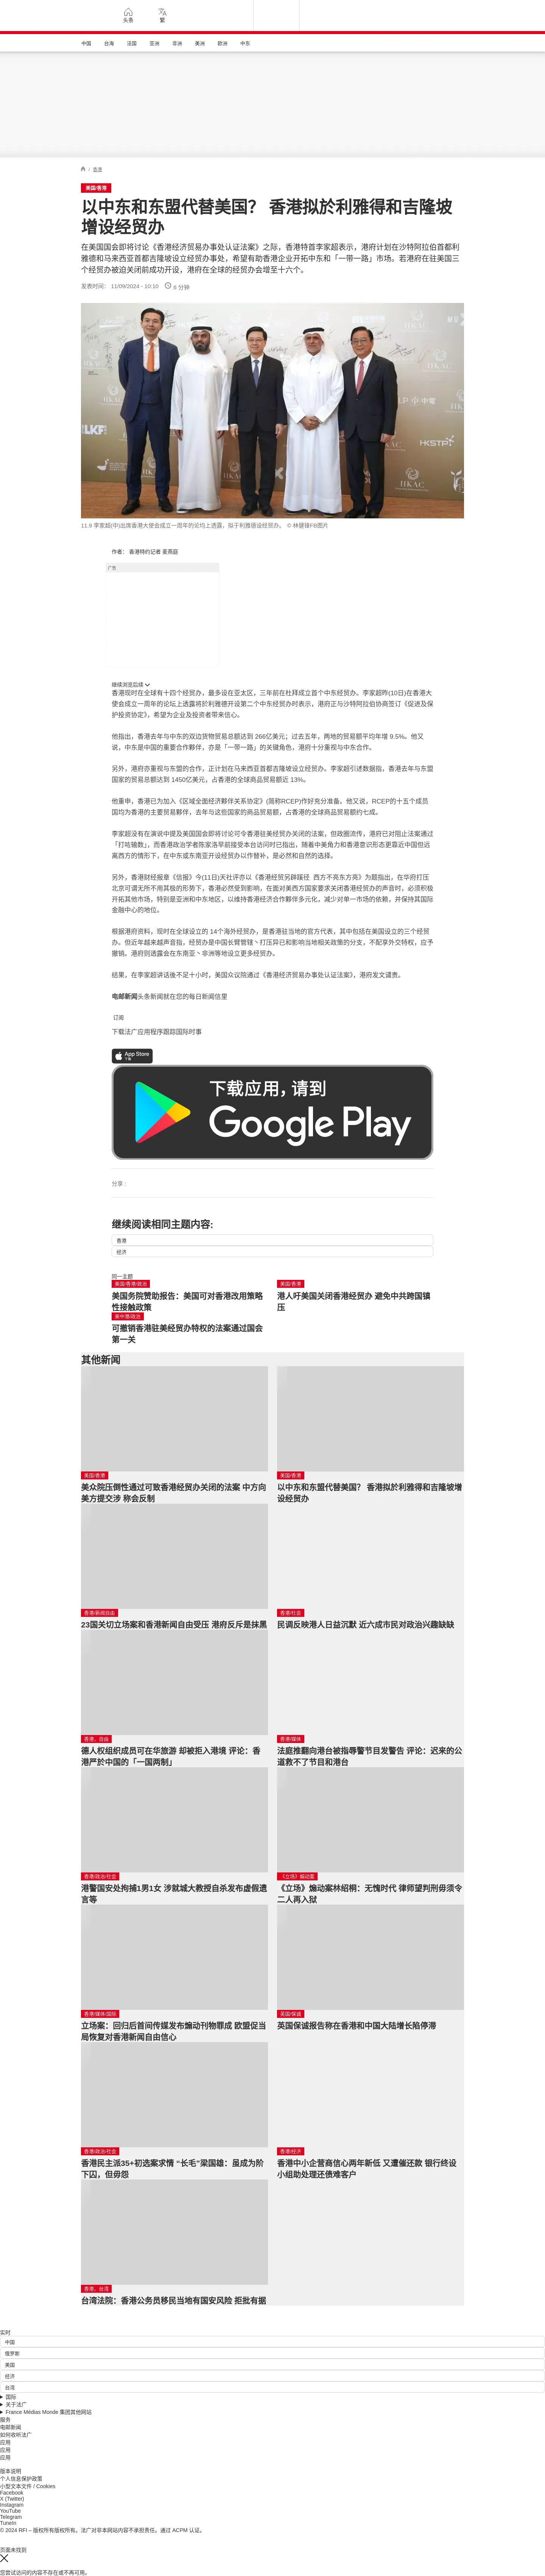 头条
繁
中国
台海
法国
亚洲
非洲
美洲
欧洲
中东
/ 香港
美国/香港
以中东和东盟代替美国？ 香港拟於利雅得和吉隆坡
增设经贸办
在美国国会即将讨论《香港经济贸易办事处认证法案》之际，香港特首李家超表示，港府计划在沙特阿拉伯首都利
雅德和马来西亚首都吉隆坡设立经贸办事处，希望有助香港企业开拓中东和「一带一路」市场。若港府在驻美国三
个经贸办被迫关闭前成功开设，港府在全球的经贸办会增至十六个。
发表时间： 11/09/2024 - 10:10
6 分钟
11.9 李家超(中)出席香港大使会成立一周年的论坛上透露，拟于利雅德设经贸办。 © 林健锋FB图片
作者： 香港特约记者 麦燕庭
广告
继续浏览后续
香港现时在全球有十四个经贸办，最多设在亚太区，三年前在杜拜成立首个中东经贸办。李家超昨(10日)在香港大
使会成立一周年的论坛上透露将於利雅德开设第二个中东经贸办时表示，港府正与沙特阿拉伯协商签订《促进及保
护投资协定》，希望为企业及投资者带来信心。
他指出，香港去年与中东的双边货物贸易总额达到 266亿美元；过去五年，两地的贸易额平均年增 9.5%。他又
说，中东是中国的重要合作夥伴，亦是「一带一路」的关键角色，港府十分重视与中东合作。
另外，港府亦重视与东盟的合作，正计划在马来西亚首都吉隆坡设立经贸办。李家超引述数据指，香港去年与东盟
国家的贸易总额达到 1450亿美元，占香港的全球商品贸易额近 13%。
他重申，香港已为加入《区域全面经济夥伴关系协定》(简称RCEP)作好充分准备。他又说，RCEP的十五个成员
国均为香港的主要贸易夥伴，去年与这些国家的商品贸易额，占香港的全球商品贸易额约七成。
李家超没有在演说中提及美国国会即将讨论可令香港驻美经贸办关闭的法案，但政圈流传，港府已对阻止法案通过
「打咗输数」，而香港政治学者陈家洛早前接受本台访问时已指出，随着中美角力和香港意识形态更靠近中国但远
离西方的情形下，在中东或东南亚开设经贸办以作替补，是必然和自然的选择。
另外，香港财经报章《信报》今(11日)天社评亦以《香港经贸另辟蹊径 西方不亮东方亮》为题指出，在华府打压
北京可谓无所不用其极的形势下，香港必然受到影响，在面对美西方国家要求关闭香港经贸办的声音时，必须积极
开拓其他市场，特别是亚洲和中东地区，以维持香港经济合作夥伴多元化，减少对单一市场的依赖，并保持其国际
金融中心的地位。
根据港府资料，现时在全球设立的 14个海外经贸办，是香港驻当地的官方代表，其中包括在美国设立的三个经贸
办。但近年越来越声音指，经贸办是中国长臂管辖丶打压异己和影响当地相关政策的分支，不配享外交特权，应予
撤销。港府则透露会在东南亚丶非洲等地设立更多经贸办。
结果，在李家超讲话後不足十小时，美国众议院通过《香港经济贸易办事处认证法案》，港府发文谴责。
电邮新闻头条新闻就在您的每日新闻信里
订阅
下载法广应用程序跟踪国际时事
App Store
下载应用,请到
Google Play
分享 :
继续阅读相同主题内容:
香港
经济
同一主题
美国/香港/政治
美国务院赞助报告：美国可对香港改用策略
性接触政策
美国/香港
港人吁美国关闭香港经贸办 避免中共跨国镇
压
美中港/政治
可撤销香港驻美经贸办特权的法案通过国会
第一关
其他新闻
美国/香港
美众院压倒性通过可致香港经贸办关闭的法案 中方向
美方提交涉 称会反制
美国/香港
以中东和东盟代替美国？ 香港拟於利雅得和吉隆坡增
设经贸办
香港/新闻自由
23国关切立场案和香港新闻自由受压 港府反斥是抹黑
香港/社会
民调反映港人日益沉默 近六成市民对政治兴趣缺缺
香港、自由
德人权组织成员可在华旅游 却被拒入港境 评论：香
港严於中国的「一国两制」
香港/媒体
法庭推翻向港台被指辱警节目发警告 评论：迟来的公
道救不了节目和港台
香港/政治/社会
港警国安处拘捕1男1女 涉就城大教授自杀发布虚假遗
言等
《立场》煽动案
《立场》煽动案林绍桐：无愧时代 律师望判刑毋须令
二人再入狱
香港/媒体/国际
立场案：回归后首间传媒发布煽动刊物罪成 欧盟促当
局恢复对香港新闻自由信心
英国/保诚
英国保诚报告称在香港和中国大陆增长陷停滞
香港/政治/社会
香港民主派35+初选案求情 “长毛”梁国雄：虽成为阶
下囚，但毋怨
香港/经济
香港中小企营商信心两年新低 又遭催还款 银行终设
小组助处理还债难客户
香港、台湾
台湾法院：香港公务员移民当地有国安风险 拒批有据
实时
中国
俄罗斯
美国
经济
台湾
国际
关于法广
France Médias Monde 集团其他网站
服务
电邮新闻
如何收听法广
应用
应用
应用
版本说明
个人信息保护政策
小型文本文件 / Cookies
Facebook
X (Twitter)
Instagram
YouTube
Telegram
TuneIn
© 2024 RFI – 版权所有版权所有。法广对非本网站内容不承担责任。通过 ACPM 认证。
页面未找到
您尝试访问的内容不存在或不再可用。